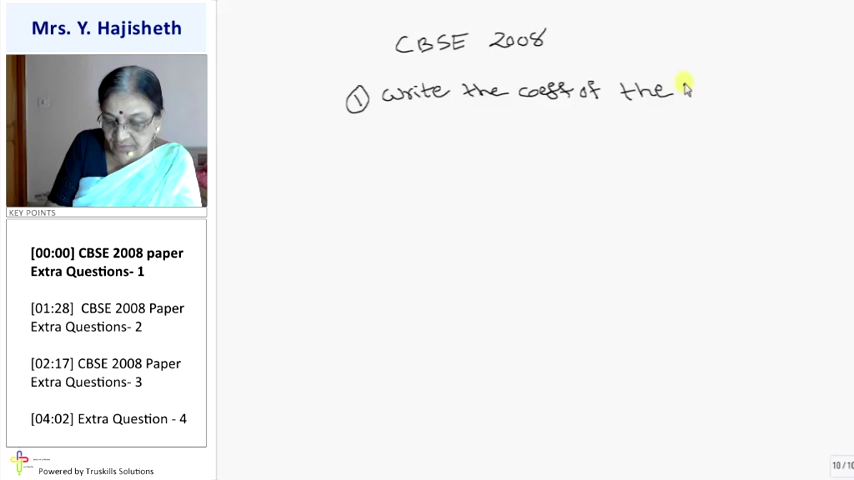 Mrs. Y. Hajisheth
KEY POINTS
[00:00] CBSE 2008 paper
Extra Questions- 1
[01:28] CBSE 2008 Paper
Extra Questions- 2
[02:17] CBSE 2008 Paper
Extra Questions- 3
[04:02] Extra Question - 4
Powered by Truskills Solutions
CBSE 2008
① write the coeff of the
10 / 10